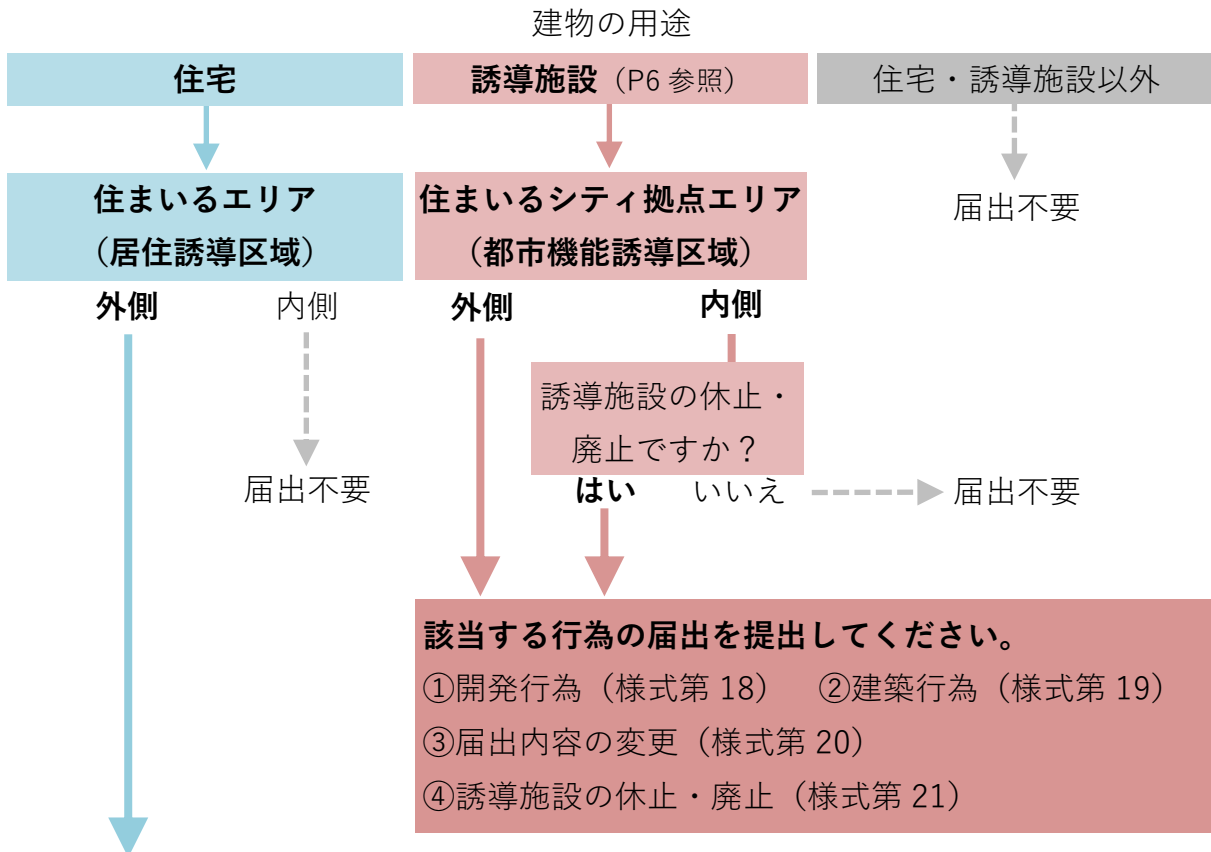 建物の用途
住宅
誘導施設（P6 参照）
住宅・誘導施設以外
住まいるエリア
（居住誘導区域）
住まいるシティ拠点エリア
（都市機能誘導区域）
届出不要
外側
内側
外側
内側
誘導施設の休止・
廃止ですか？
届出不要
はい
いいえ
届出不要
該当する行為の届出を提出してください。
①開発行為（様式第 18） ②建築行為（様式第 19）
③届出内容の変更（様式第 20）
④誘導施設の休止・廃止（様式第 21）